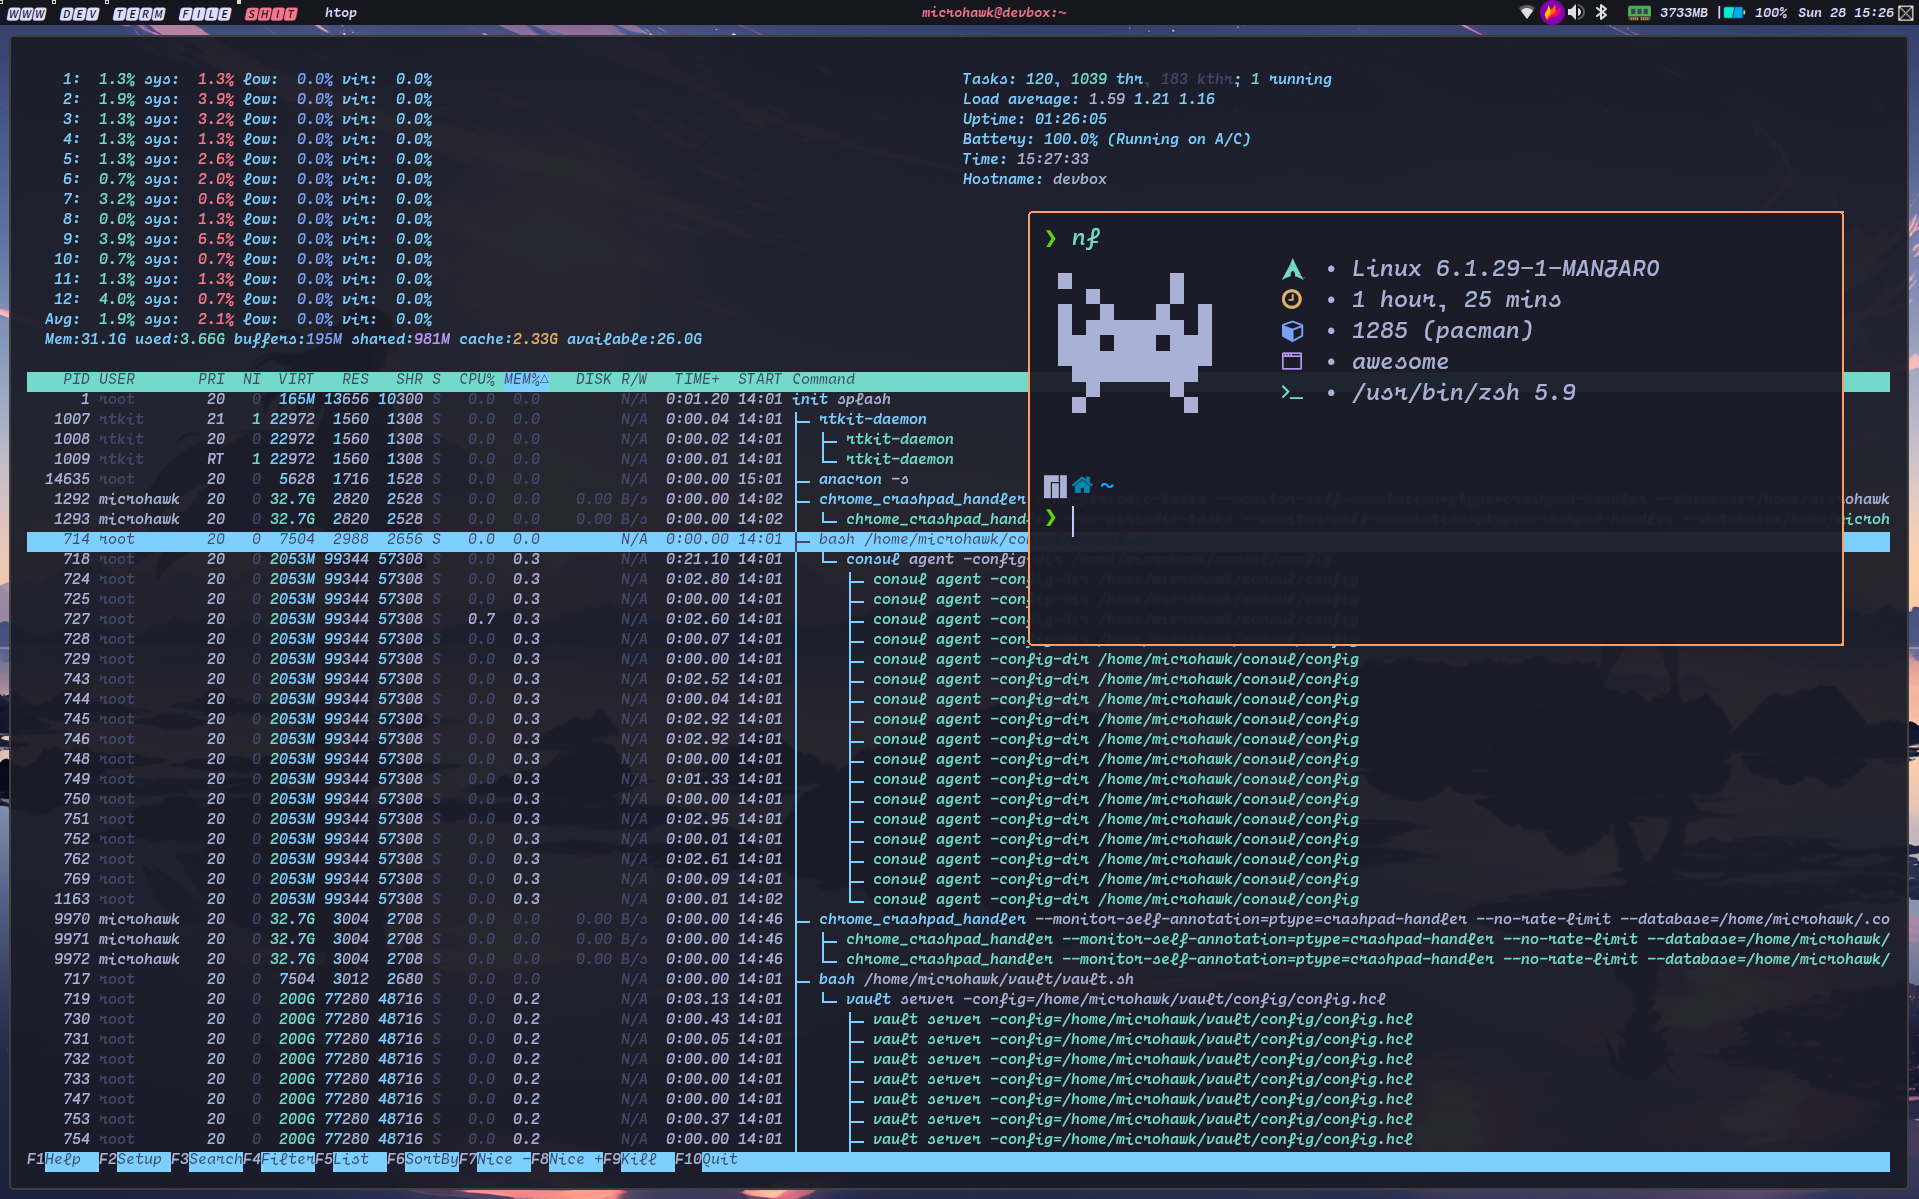 WWW DEV TERM FILE SHIT htop microhawk@devbox:~ 3733MB | 100% Sun 28 15:26
1: 1.3% sys: 1.3% low: 0.0% vir: 0.0% Tasks: 120, 1039 thr, 183 kthr; 1 running
2: 1.9% sys: 3.9% low: 0.0% vir: 0.0% Load average: 1.59 1.21 1.16
3: 1.3% sys: 3.2% low: 0.0% vir: 0.0% Uptime: 01:26:05
4: 1.3% sys: 1.3% low: 0.0% vir: 0.0% Battery: 100.0% (Running on A/C)
5: 1.3% sys: 2.6% low: 0.0% vir: 0.0% Time: 15:27:33
6: 0.7% sys: 2.0% low: 0.0% vir: 0.0% Hostname: devbox
7: 3.2% sys: 0.6% low: 0.0% vir: 0.0%
8: 0.0% sys: 1.3% low: 0.0% vir: 0.0%
9: 3.9% sys: 6.5% low: 0.0% vir: 0.0%
10: 0.7% sys: 0.7% low: 0.0% vir: 0.0%
11: 1.3% sys: 1.3% low: 0.0% vir: 0.0%
12: 4.0% sys: 0.7% low: 0.0% vir: 0.0%
Avg: 1.9% sys: 2.1% low: 0.0% vir: 0.0%
Mem:31.1G used:3.66G buffers:195M shared:981M cache:2.33G available:26.0G
❯ nf
• Linux 6.1.29-1-MANJARO
• 1 hour, 25 mins
• 1285 (pacman)
• awesome
• /usr/bin/zsh 5.9
~
❯
PID USER PRI NI VIRT RES SHR S CPU% MEM%△ DISK R/W TIME+ START Command
1 root 20 0 165M 13656 10300 S 0.0 0.0 N/A 0:01.20 14:01 init splash
1007 rtkit 21 1 22972 1560 1308 S 0.0 0.0 N/A 0:00.04 14:01 rtkit-daemon
1008 rtkit 20 0 22972 1560 1308 S 0.0 0.0 N/A 0:00.02 14:01 rtkit-daemon
1009 rtkit RT 1 22972 1560 1308 S 0.0 0.0 N/A 0:00.01 14:01 rtkit-daemon
14635 root 20 0 5628 1716 1528 S 0.0 0.0 N/A 0:00.00 15:01 anacron -s
1292 microhawk 20 0 32.7G 2820 2528 S 0.0 0.0 0.00 B/s 0:00.00 14:02 chrome_crashpad_handler ohawk
1293 microhawk 20 0 32.7G 2820 2528 S 0.0 0.0 0.00 B/s 0:00.00 14:02 chrome_crashpad_hand icroh
714 root 20 0 7504 2988 2656 S 0.0 0.0 N/A 0:00.00 14:01 bash /home/microhawk/co
718 root 20 0 2053M 99344 57308 S 0.0 0.3 N/A 0:21.10 14:01 consul agent -config-dir /home/microhawk/consul/config
724 root 20 0 2053M 99344 57308 S 0.0 0.3 N/A 0:02.80 14:01 consul agent -config-dir /home/microhawk/consul/config
725 root 20 0 2053M 99344 57308 S 0.0 0.3 N/A 0:00.00 14:01 consul agent -config-dir /home/microhawk/consul/config
727 root 20 0 2053M 99344 57308 S 0.7 0.3 N/A 0:02.60 14:01 consul agent -config-dir /home/microhawk/consul/config
728 root 20 0 2053M 99344 57308 S 0.0 0.3 N/A 0:00.07 14:01 consul agent -config-dir /home/microhawk/consul/config
729 root 20 0 2053M 99344 57308 S 0.0 0.3 N/A 0:00.00 14:01 consul agent -config-dir /home/microhawk/consul/config
743 root 20 0 2053M 99344 57308 S 0.0 0.3 N/A 0:02.52 14:01 consul agent -config-dir /home/microhawk/consul/config
744 root 20 0 2053M 99344 57308 S 0.0 0.3 N/A 0:00.04 14:01 consul agent -config-dir /home/microhawk/consul/config
745 root 20 0 2053M 99344 57308 S 0.0 0.3 N/A 0:02.92 14:01 consul agent -config-dir /home/microhawk/consul/config
746 root 20 0 2053M 99344 57308 S 0.0 0.3 N/A 0:02.92 14:01 consul agent -config-dir /home/microhawk/consul/config
748 root 20 0 2053M 99344 57308 S 0.0 0.3 N/A 0:00.00 14:01 consul agent -config-dir /home/microhawk/consul/config
749 root 20 0 2053M 99344 57308 S 0.0 0.3 N/A 0:01.33 14:01 consul agent -config-dir /home/microhawk/consul/config
750 root 20 0 2053M 99344 57308 S 0.0 0.3 N/A 0:00.00 14:01 consul agent -config-dir /home/microhawk/consul/config
751 root 20 0 2053M 99344 57308 S 0.0 0.3 N/A 0:02.95 14:01 consul agent -config-dir /home/microhawk/consul/config
752 root 20 0 2053M 99344 57308 S 0.0 0.3 N/A 0:00.01 14:01 consul agent -config-dir /home/microhawk/consul/config
762 root 20 0 2053M 99344 57308 S 0.0 0.3 N/A 0:02.61 14:01 consul agent -config-dir /home/microhawk/consul/config
769 root 20 0 2053M 99344 57308 S 0.0 0.3 N/A 0:00.09 14:01 consul agent -config-dir /home/microhawk/consul/config
1163 root 20 0 2053M 99344 57308 S 0.0 0.3 N/A 0:00.01 14:02 consul agent -config-dir /home/microhawk/consul/config
9970 microhawk 20 0 32.7G 3004 2708 S 0.0 0.0 0.00 B/s 0:00.00 14:46 chrome_crashpad_handler --monitor-self-annotation=ptype=crashpad-handler --no-rate-limit --database=/home/microhawk/.co
9971 microhawk 20 0 32.7G 3004 2708 S 0.0 0.0 0.00 B/s 0:00.00 14:46 chrome_crashpad_handler --monitor-self-annotation=ptype=crashpad-handler --no-rate-limit --database=/home/microhawk/
9972 microhawk 20 0 32.7G 3004 2708 S 0.0 0.0 0.00 B/s 0:00.00 14:46 chrome_crashpad_handler --monitor-self-annotation=ptype=crashpad-handler --no-rate-limit --database=/home/microhawk/
717 root 20 0 7504 3012 2680 S 0.0 0.0 N/A 0:00.00 14:01 bash /home/microhawk/vault/vault.sh
719 root 20 0 200G 77280 48716 S 0.0 0.2 N/A 0:03.13 14:01 vault server -config=/home/microhawk/vault/config/config.hcl
730 root 20 0 200G 77280 48716 S 0.0 0.2 N/A 0:00.43 14:01 vault server -config=/home/microhawk/vault/config/config.hcl
731 root 20 0 200G 77280 48716 S 0.0 0.2 N/A 0:00.05 14:01 vault server -config=/home/microhawk/vault/config/config.hcl
732 root 20 0 200G 77280 48716 S 0.0 0.2 N/A 0:00.00 14:01 vault server -config=/home/microhawk/vault/config/config.hcl
733 root 20 0 200G 77280 48716 S 0.0 0.2 N/A 0:00.00 14:01 vault server -config=/home/microhawk/vault/config/config.hcl
747 root 20 0 200G 77280 48716 S 0.0 0.2 N/A 0:00.00 14:01 vault server -config=/home/microhawk/vault/config/config.hcl
753 root 20 0 200G 77280 48716 S 0.0 0.2 N/A 0:00.37 14:01 vault server -config=/home/microhawk/vault/config/config.hcl
754 root 20 0 200G 77280 48716 S 0.0 0.2 N/A 0:00.00 14:01 vault server -config=/home/microhawk/vault/config/config.hcl
F1Help F2Setup F3SearchF4FilterF5List F6SortByF7Nice -F8Nice +F9Kill F10Quit